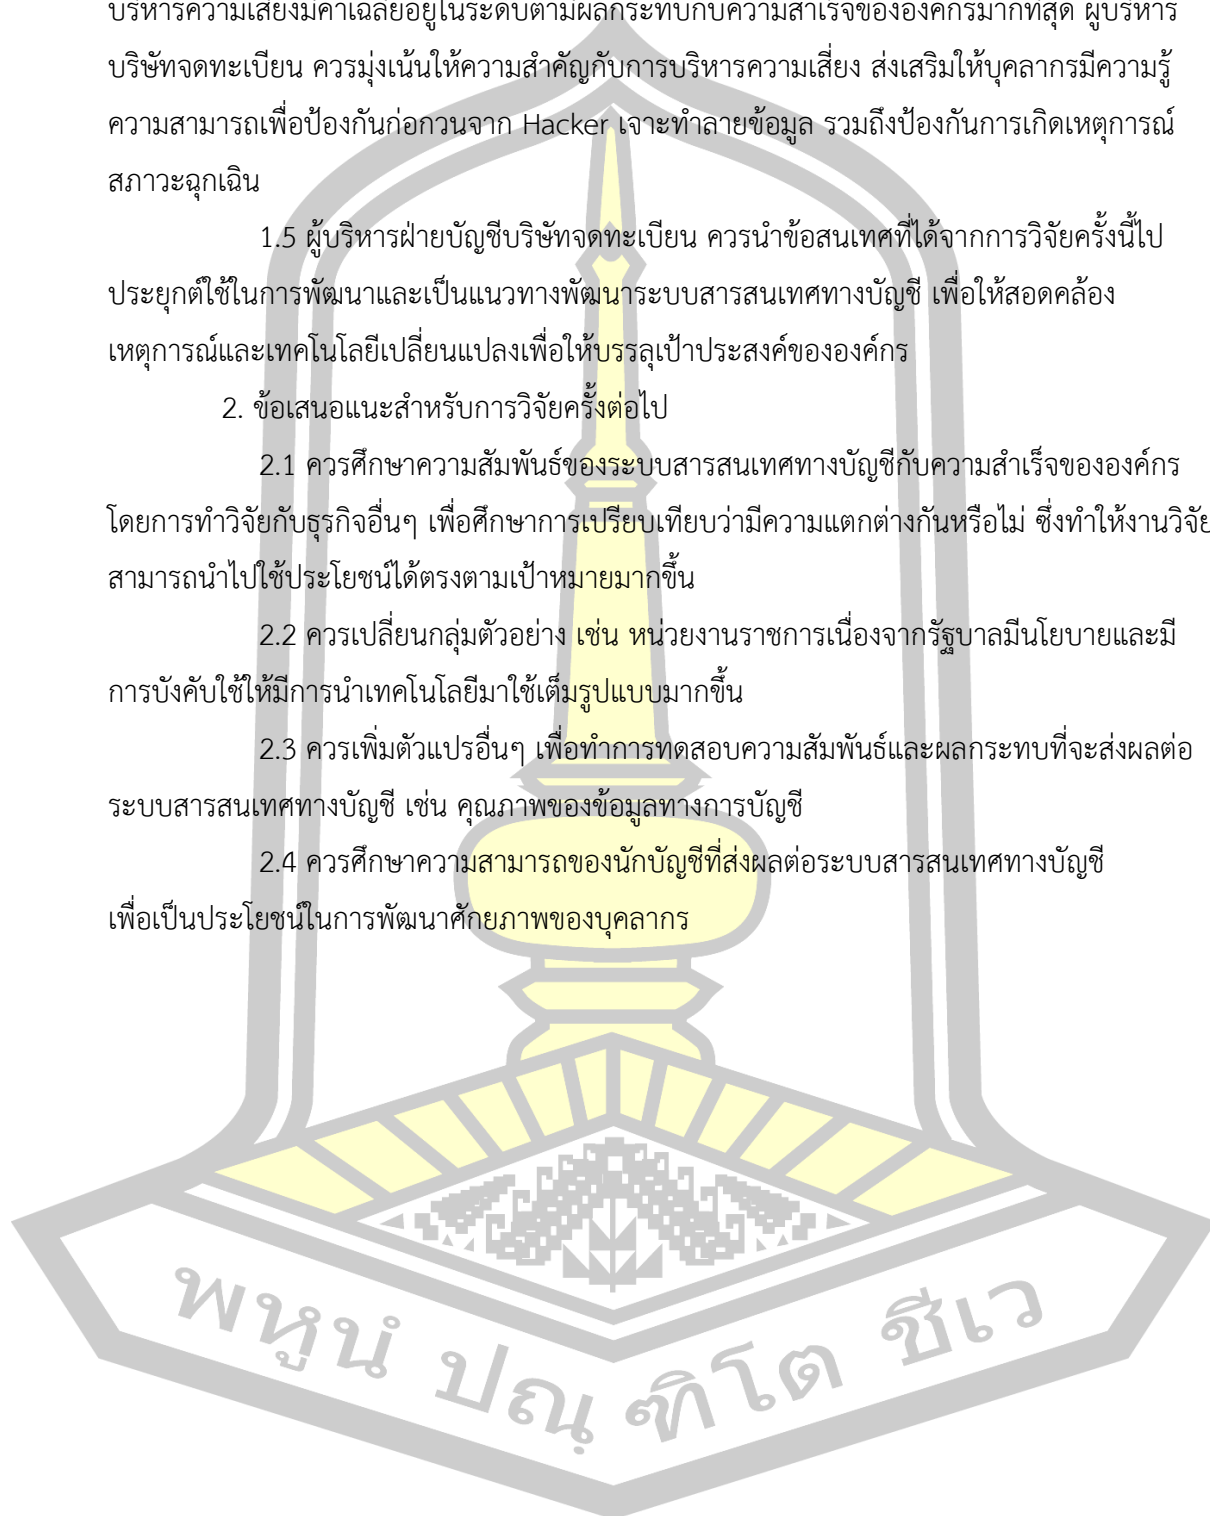 บริหารความเสี่ยงมีค่าเฉลี่ยอยู่ในระดับต่ำมีผลกระทบกับความสำเร็จขององค์กรมากที่สุด ผู้บริหาร
บริษัทจดทะเบียน ควรมุ่งเน้นให้ความสำคัญกับการบริหารความเสี่ยง ส่งเสริมให้บุคลากรมีความรู้
ความสามารถเพื่อป้องกันก่อกวนจาก Hacker เจาะทำลายข้อมูล รวมถึงป้องกันการเกิดเหตุการณ์
สภาวะฉุกเฉิน
1.5 ผู้บริหารฝ่ายบัญชีบริษัทจดทะเบียน ควรนำข้อสนเทศที่ได้จากการวิจัยครั้งนี้ไป
ประยุกต์ใช้ในการพัฒนาและเป็นแนวทางพัฒนาระบบสารสนเทศทางบัญชี เพื่อให้สอดคล้อง
เหตุการณ์และเทคโนโลยีเปลี่ยนแปลงเพื่อให้บรรลุเป้าประสงค์ขององค์กร
2. ข้อเสนอแนะสำหรับการวิจัยครั้งต่อไป
2.1 ควรศึกษาความสัมพันธ์ของระบบสารสนเทศทางบัญชีกับความสำเร็จขององค์กร
โดยการทำวิจัยกับธุรกิจอื่นๆ เพื่อศึกษาการเปรียบเทียบว่ามีความแตกต่างกันหรือไม่ ซึ่งทำให้งานวิจัย
สามารถนำไปใช้ประโยชน์ได้ตรงตามเป้าหมายมากขึ้น
2.2 ควรเปลี่ยนกลุ่มตัวอย่าง เช่น หน่วยงานราชการเนื่องจากรัฐบาลมีนโยบายและมี
การบังคับใช้ให้มีการนำเทคโนโลยีมาใช้เต็มรูปแบบมากขึ้น
2.3 ควรเพิ่มตัวแปรอื่นๆ เพื่อทำการทดสอบความสัมพันธ์และผลกระทบที่จะส่งผลต่อ
ระบบสารสนเทศทางบัญชี เช่น คุณภาพของข้อมูลทางการบัญชี
2.4 ควรศึกษาความสามารถของนักบัญชีที่ส่งผลต่อระบบสารสนเทศทางบัญชี
เพื่อเป็นประโยชน์ในการพัฒนาศักยภาพของบุคลากร
พหูนํ ปณฺฑิโต ชีเว